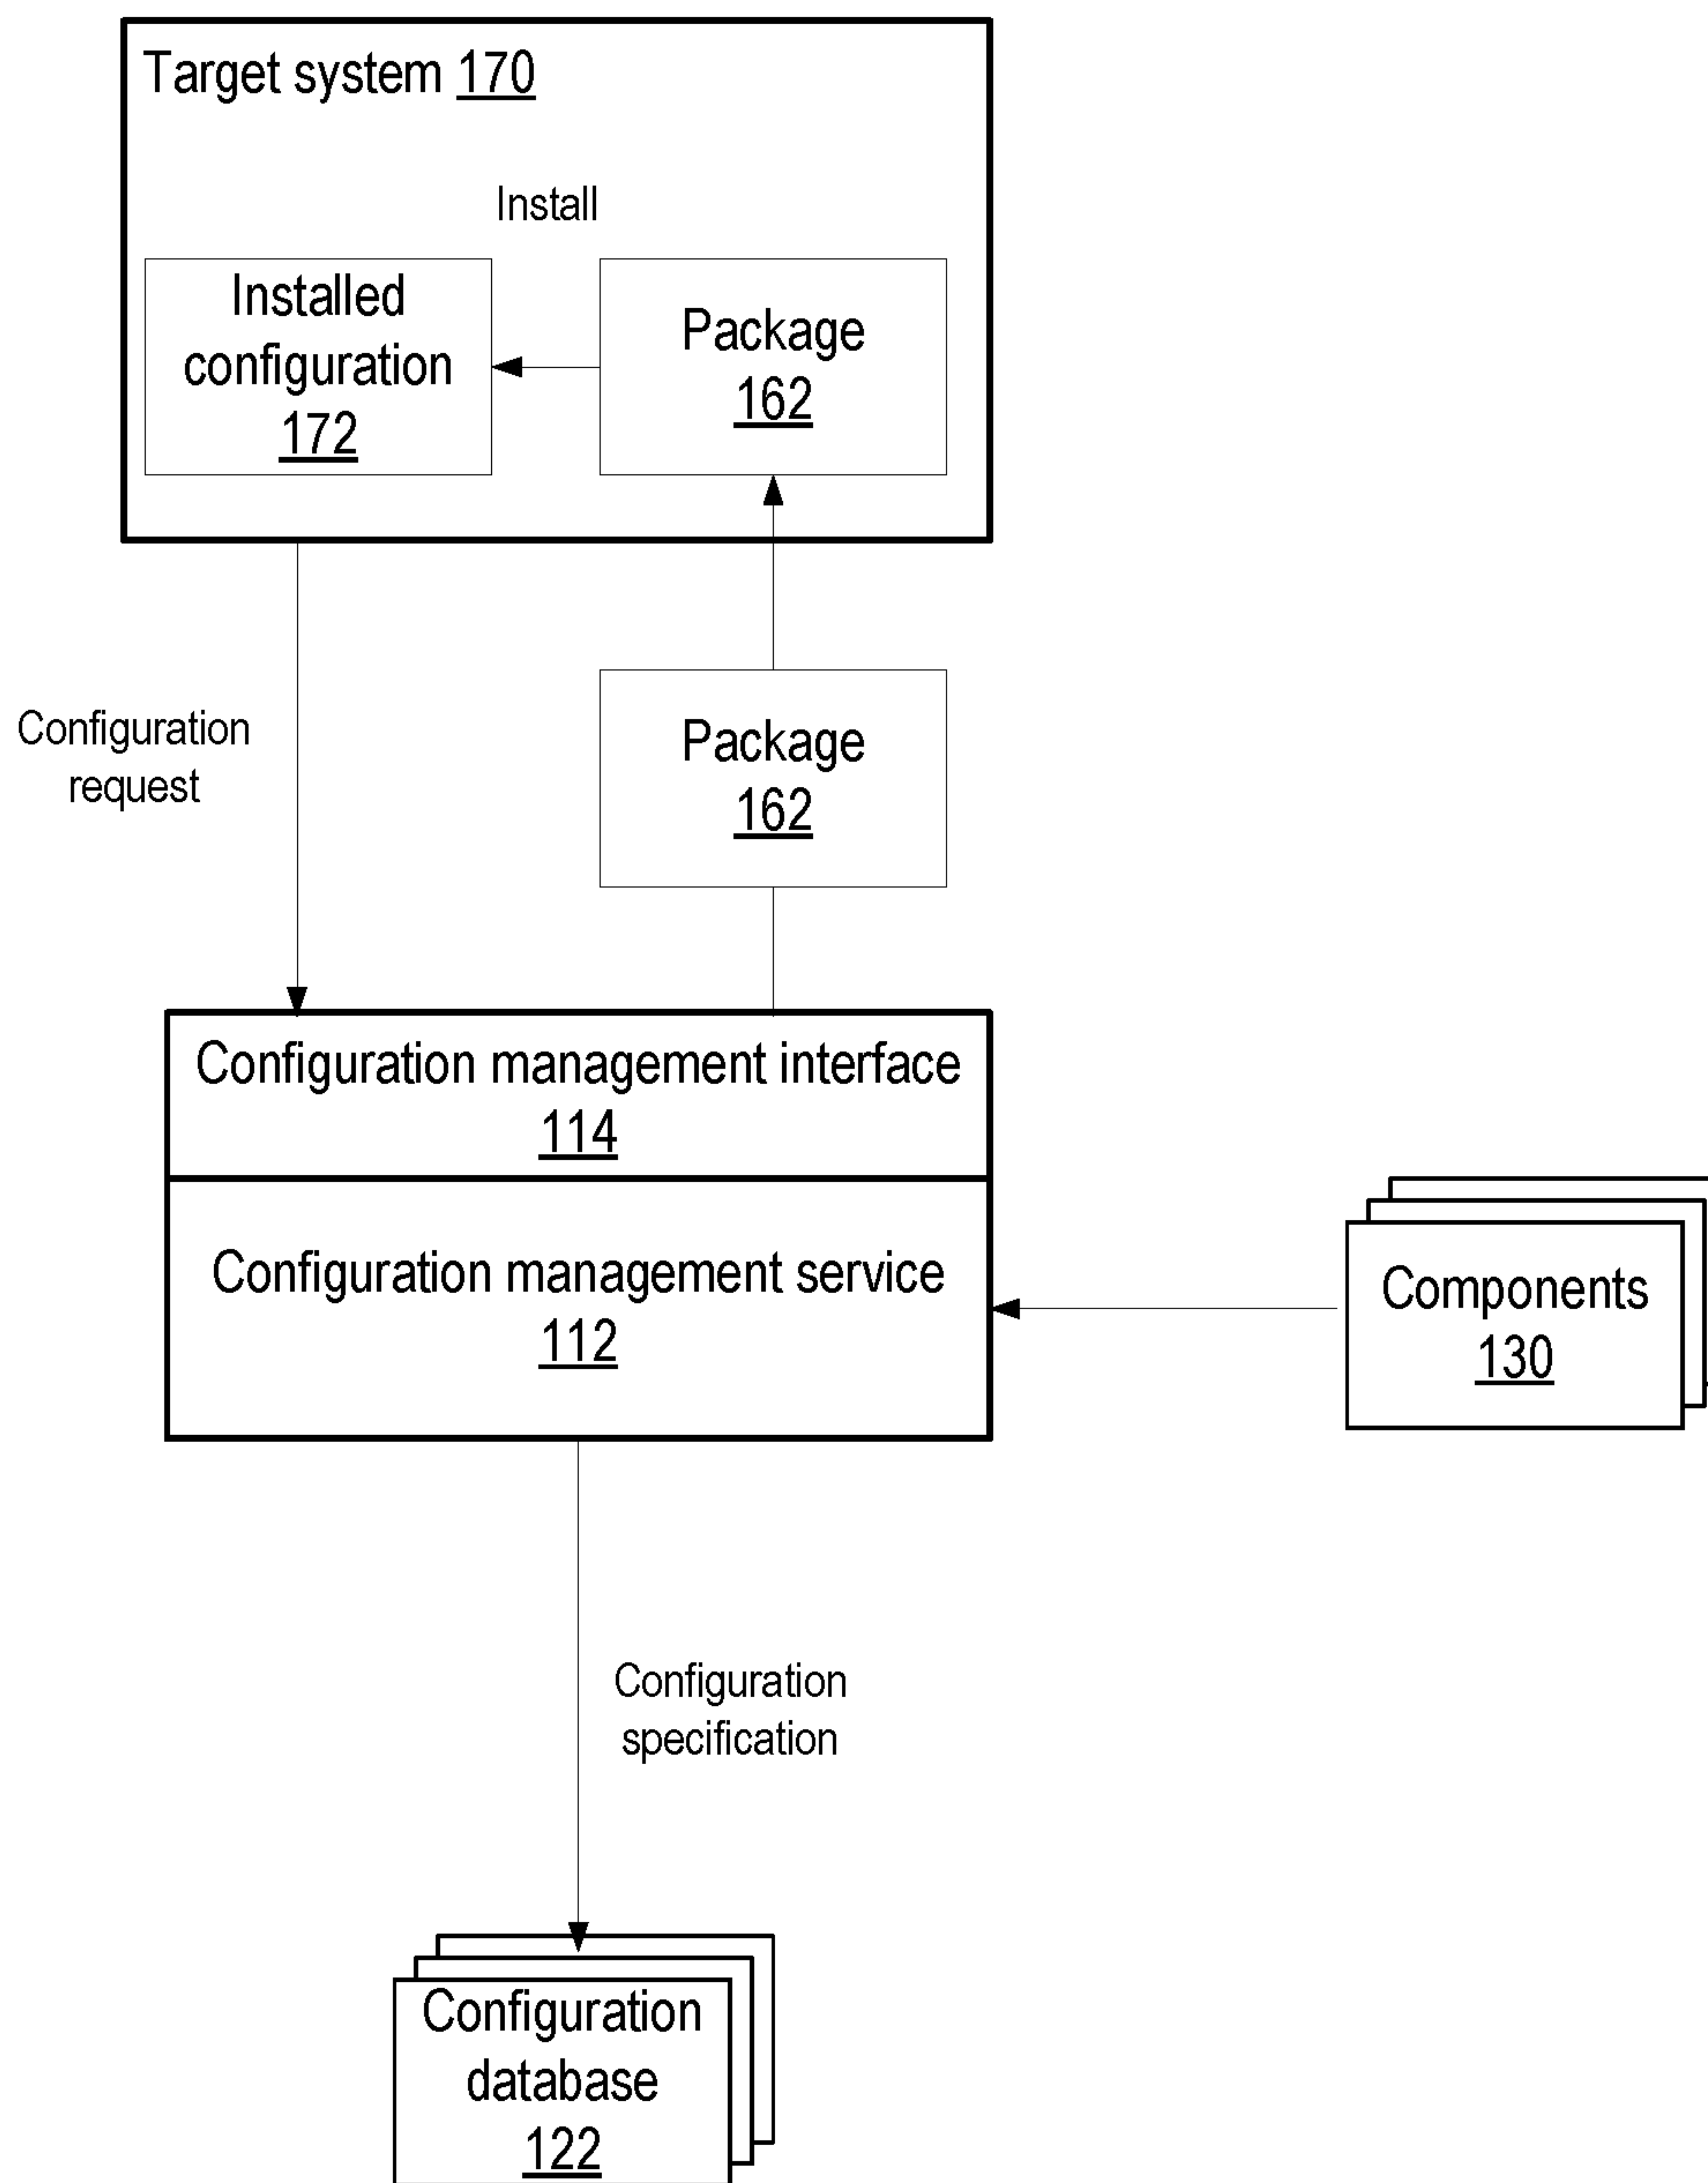 Target system 170
Install
Installed
configuration
172
Package
162
Configuration
request
Package
162
Configuration management interface
114
Configuration management service
112
Components
130
Configuration
specification
Configuration
database
122